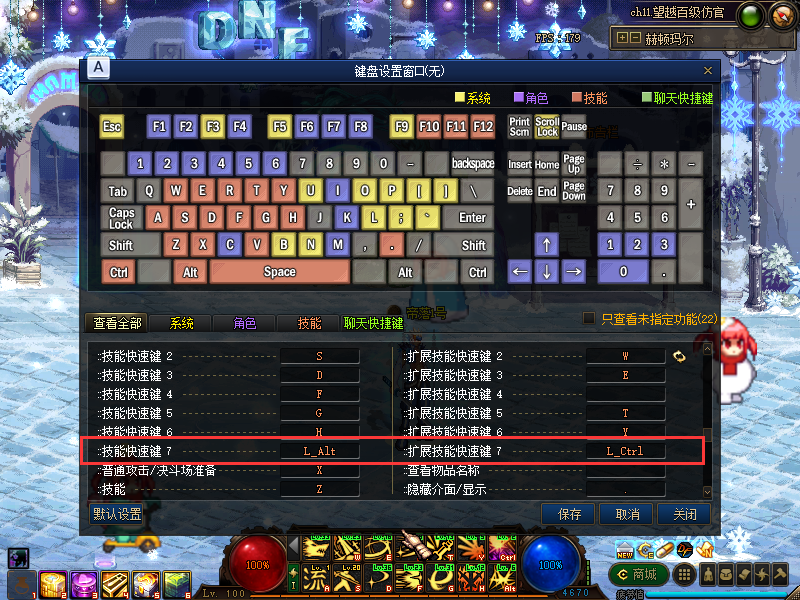 DNF
FPS : 179
ch11.望越百级仿官
赫顿玛尔
A
键盘设置窗口(无)
系统 角色 技能 聊天快捷键
Esc F1 F2 F3 F4 F5 F6 F7 F8 F9 F10 F11 F12 Print Scrn Scroll Lock Pause
1 2 3 4 5 6 7 8 9 0 - backspace Insert Home Page Up ÷ * -
Tab Q W E R T Y U I O P [ ] \ Delete End Page Down 7 8 9 +
Caps Lock A S D F G H J K L ; ` Enter 4 5 6
Shift Z X C V B N M , . / Shift ↑ 1 2 3
Ctrl Alt Space Alt Ctrl ← ↓ → 0 .
查看全部 系统 角色 技能 聊天快捷键 只查看未指定功能(22)
::技能快速键 2 S ::扩展技能快速键 2 W
::技能快速键 3 D ::扩展技能快速键 3 E
::技能快速键 4 F ::扩展技能快速键 4
::技能快速键 5 G ::扩展技能快速键 5 T
::技能快速键 6 H ::扩展技能快速键 6 Y
::技能快速键 7 L_Alt ::扩展技能快速键 7 L_Ctrl
::普通攻击/决斗场准备 X ::查看物品名称
::技能 Z ::隐藏介面/显示 .
默认设置 保存 取消 关闭
100% 100%
NEW
商城
Lv. 100
4670
疲劳值